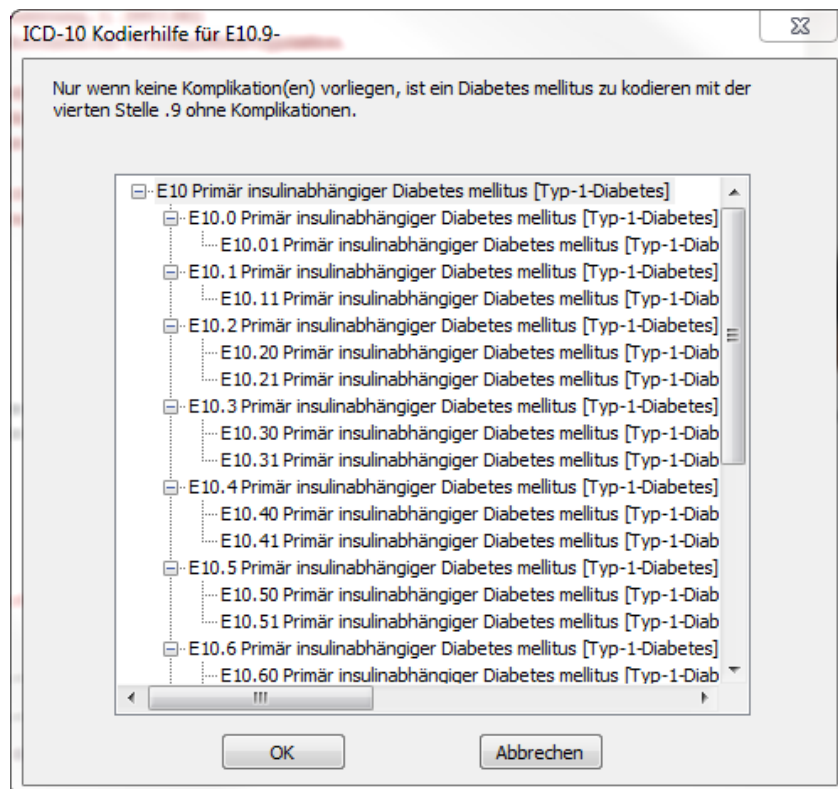 ICD-10 Kodierhilfe für E10.9-
Nur wenn keine Komplikation(en) vorliegen, ist ein Diabetes mellitus zu kodieren mit der
vierten Stelle .9 ohne Komplikationen.
E10 Primär insulinabhängiger Diabetes mellitus [Typ-1-Diabetes]
E10.0 Primär insulinabhängiger Diabetes mellitus [Typ-1-Diabetes]
E10.01 Primär insulinabhängiger Diabetes mellitus [Typ-1-Diab
E10.1 Primär insulinabhängiger Diabetes mellitus [Typ-1-Diabetes]
E10.11 Primär insulinabhängiger Diabetes mellitus [Typ-1-Diab
E10.2 Primär insulinabhängiger Diabetes mellitus [Typ-1-Diabetes]
E10.20 Primär insulinabhängiger Diabetes mellitus [Typ-1-Diab
E10.21 Primär insulinabhängiger Diabetes mellitus [Typ-1-Diab
E10.3 Primär insulinabhängiger Diabetes mellitus [Typ-1-Diabetes]
E10.30 Primär insulinabhängiger Diabetes mellitus [Typ-1-Diab
E10.31 Primär insulinabhängiger Diabetes mellitus [Typ-1-Diab
E10.4 Primär insulinabhängiger Diabetes mellitus [Typ-1-Diabetes]
E10.40 Primär insulinabhängiger Diabetes mellitus [Typ-1-Diab
E10.41 Primär insulinabhängiger Diabetes mellitus [Typ-1-Diab
E10.5 Primär insulinabhängiger Diabetes mellitus [Typ-1-Diabetes]
E10.50 Primär insulinabhängiger Diabetes mellitus [Typ-1-Diab
E10.51 Primär insulinabhängiger Diabetes mellitus [Typ-1-Diab
E10.6 Primär insulinabhängiger Diabetes mellitus [Typ-1-Diabetes]
E10.60 Primär insulinabhängiger Diabetes mellitus [Typ-1-Diab
OK Abbrechen